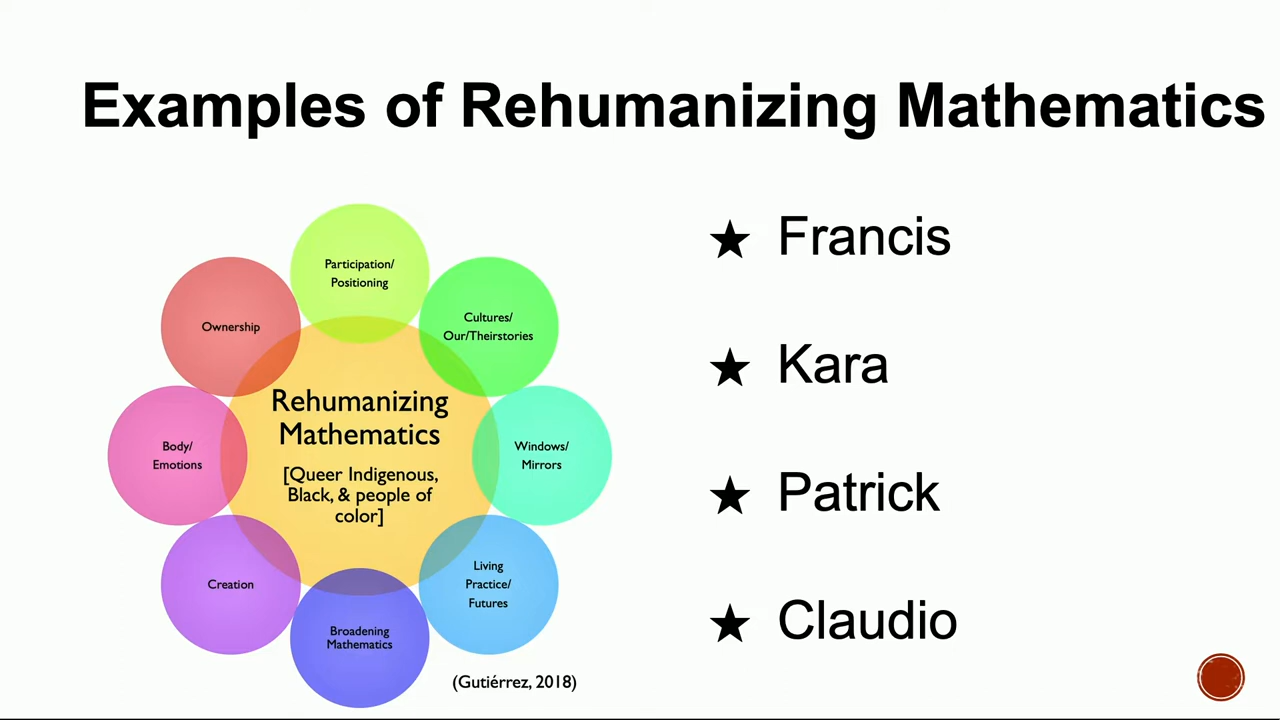 Examples of Rehumanizing Mathematics
Participation/
Positioning
Cultures/
Our/Theirstories
Windows/
Mirrors
Living
Practice/
Futures
Broadening
Mathematics
Creation
Body/
Emotions
Ownership
Rehumanizing
Mathematics
[Queer Indigenous,
Black, & people of
color]
(Gutiérrez, 2018)
★ Francis
★ Kara
★ Patrick
★ Claudio